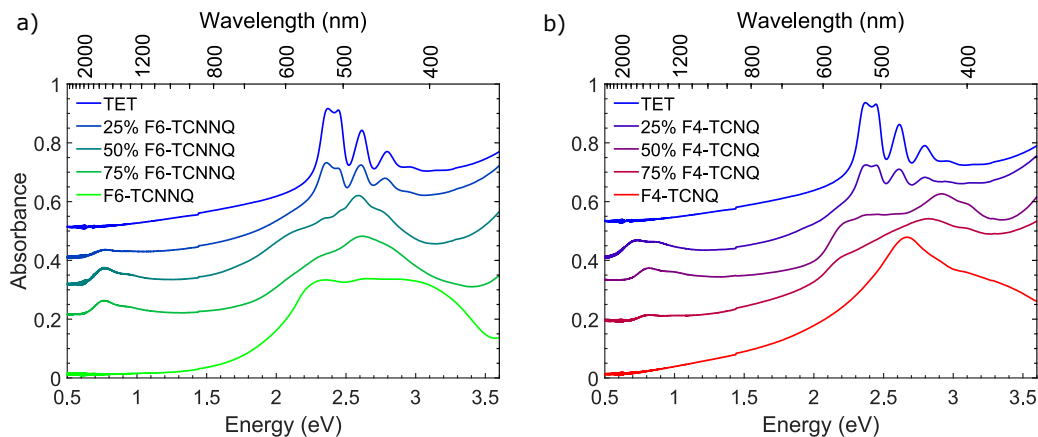 a)
Wavelength (nm)
2000 1200 800 600 500 400
1
0.8
0.6
0.4
0.2
0
Absorbance
TET
25% F6-TCNNQ
50% F6-TCNNQ
75% F6-TCNNQ
F6-TCNNQ
0.5 1 1.5 2 2.5 3 3.5
Energy (eV)
b)
Wavelength (nm)
2000 1200 800 600 500 400
1
0.8
0.6
0.4
0.2
0
TET
25% F4-TCNQ
50% F4-TCNQ
75% F4-TCNQ
F4-TCNQ
0.5 1 1.5 2 2.5 3 3.5
Energy (eV)